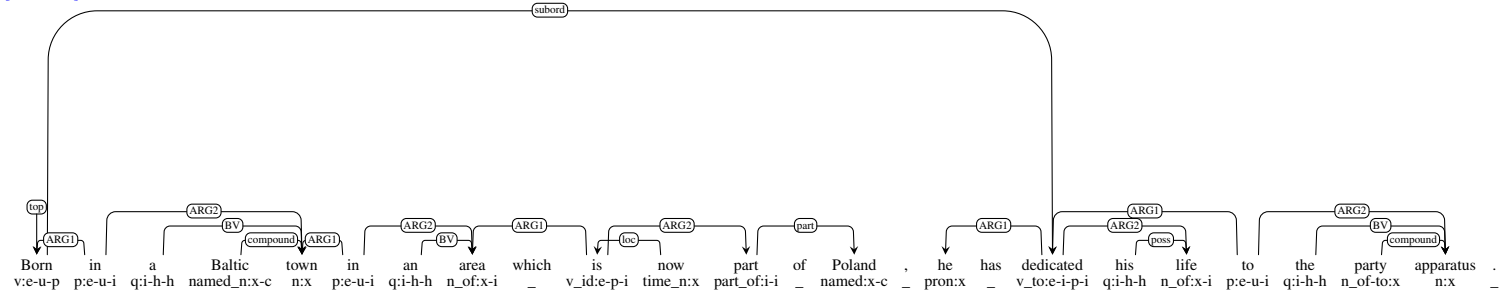 subord
top
ARG2 ARG2
ARG1 ARG2
BV ARG2 ARG1 ARG2 part ARG1 ARG2 BV
ARG1 compound ARG1 BV loc poss compound
Born in a Baltic town in an area which is now part of Poland , he has dedicated his life to the party apparatus .
v:e-u-p p:e-u-i q:i-h-h named_n:x-c n:x p:e-u-i q:i-h-h n_of:x-i _ v_id:e-p-i time_n:x part_of:i-i _ named:x-c _ pron:x _ v_to:e-i-p-i q:i-h-h n_of:x-i p:e-u-i q:i-h-h n_of-to:x n:x _